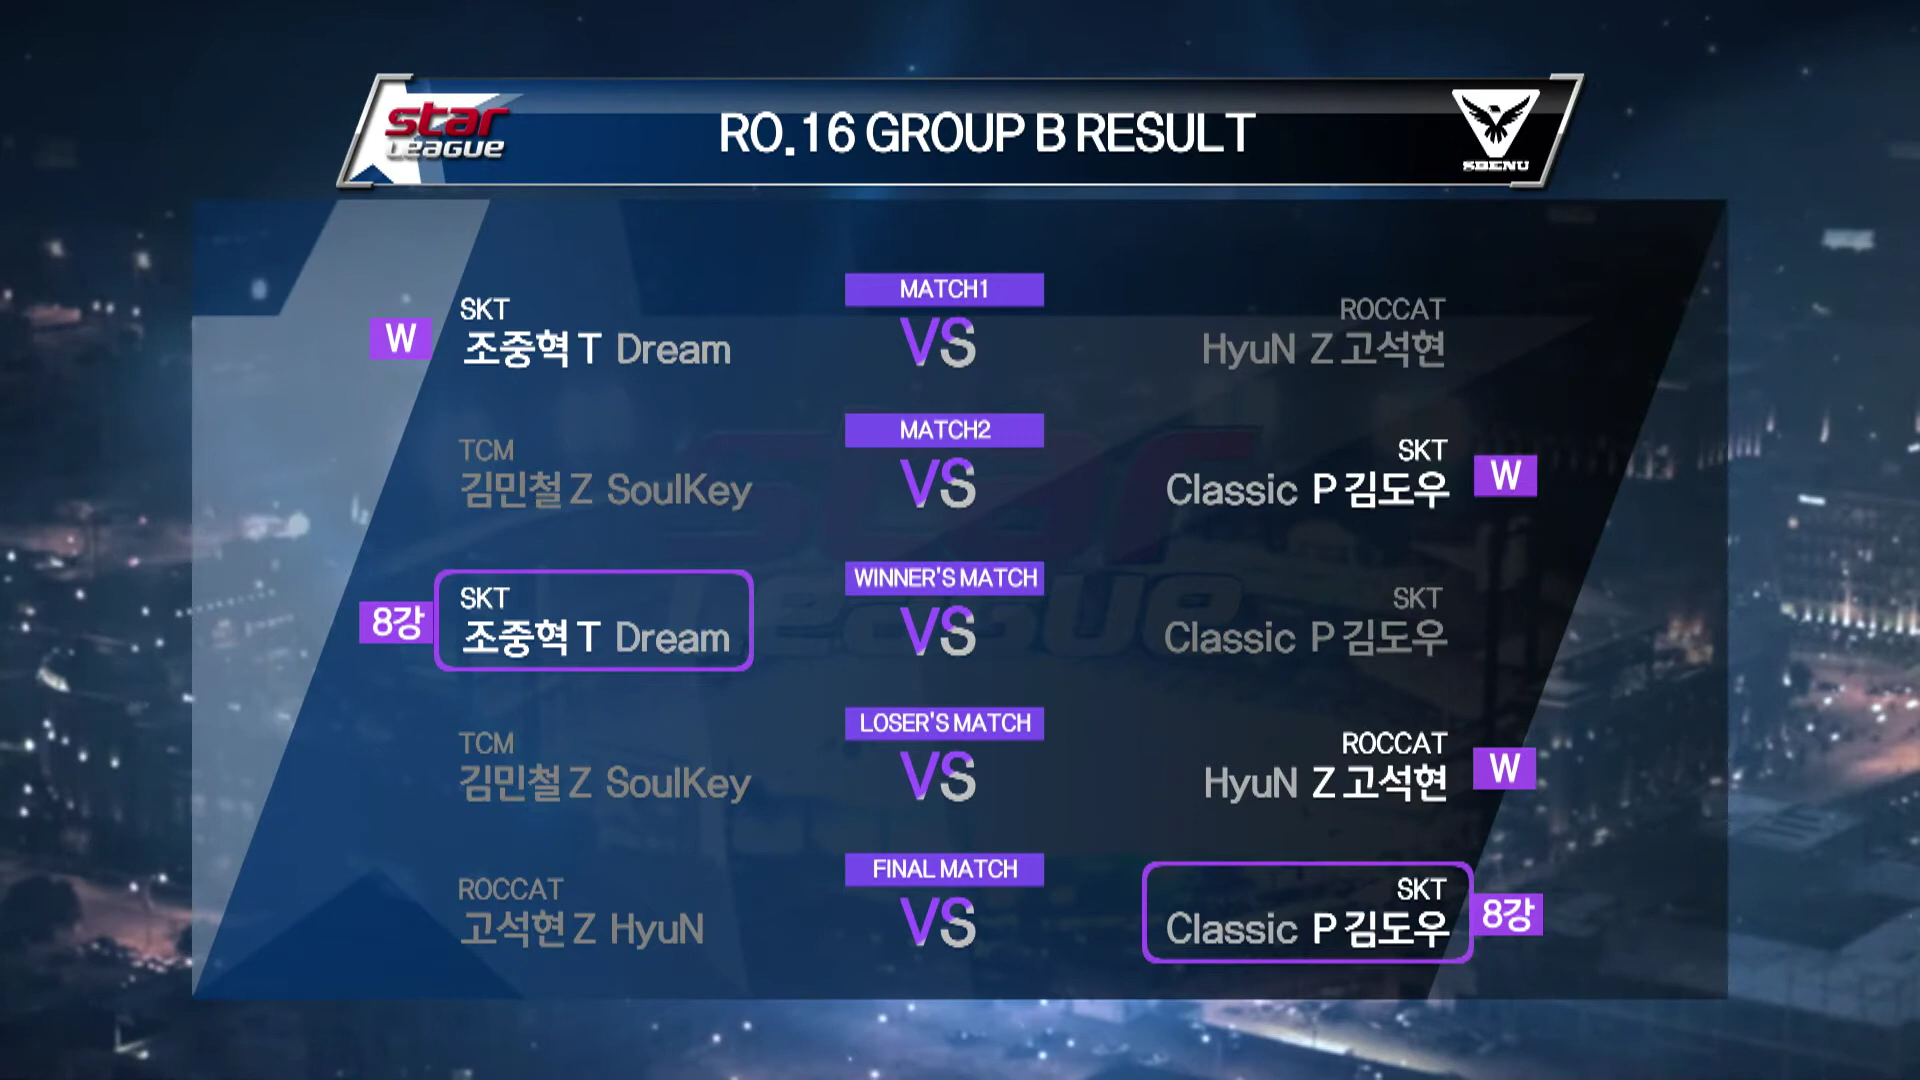 star
LEAGUE
RO.16 GROUP B RESULT
SBENU
MATCH1
SKT
ROCCAT
W
조중혁 T Dream
VS
HyuN Z 고석현
MATCH2
TCM
SKT
김민철 Z SoulKey
VS
Classic P 김도우
W
WINNER'S MATCH
SKT
SKT
8강
조중혁 T Dream
VS
Classic P 김도우
LOSER'S MATCH
TCM
ROCCAT
김민철 Z SoulKey
VS
HyuN Z 고석현
W
FINAL MATCH
ROCCAT
SKT
고석현 Z HyuN
VS
Classic P 김도우
8강